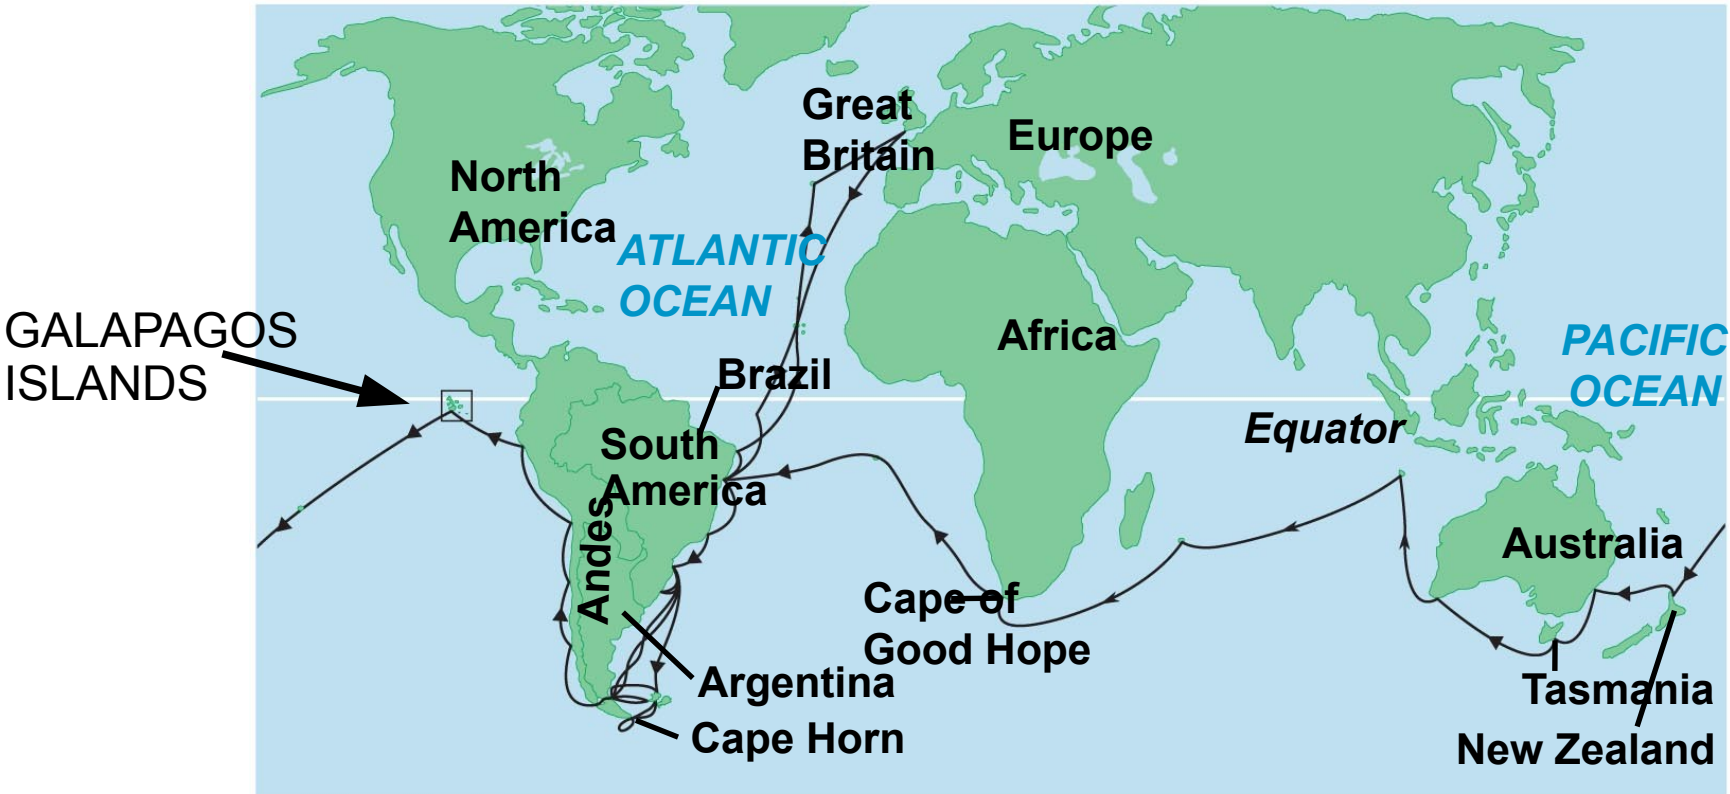 Great
Britain
Europe
North
America
ATLANTIC
OCEAN
GALAPAGOS
ISLANDS
Africa
PACIFIC
OCEAN
Brazil
Equator
South
America
Andes
Australia
Cape of
Good Hope
Argentina
Tasmania
Cape Horn
New Zealand